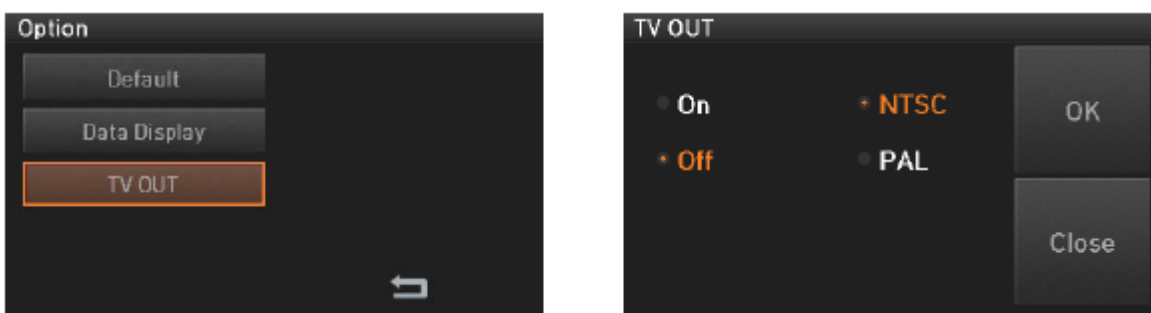 Option
Default
Data Display
TV OUT
TV OUT
On
NTSC
Off
PAL
OK
Close